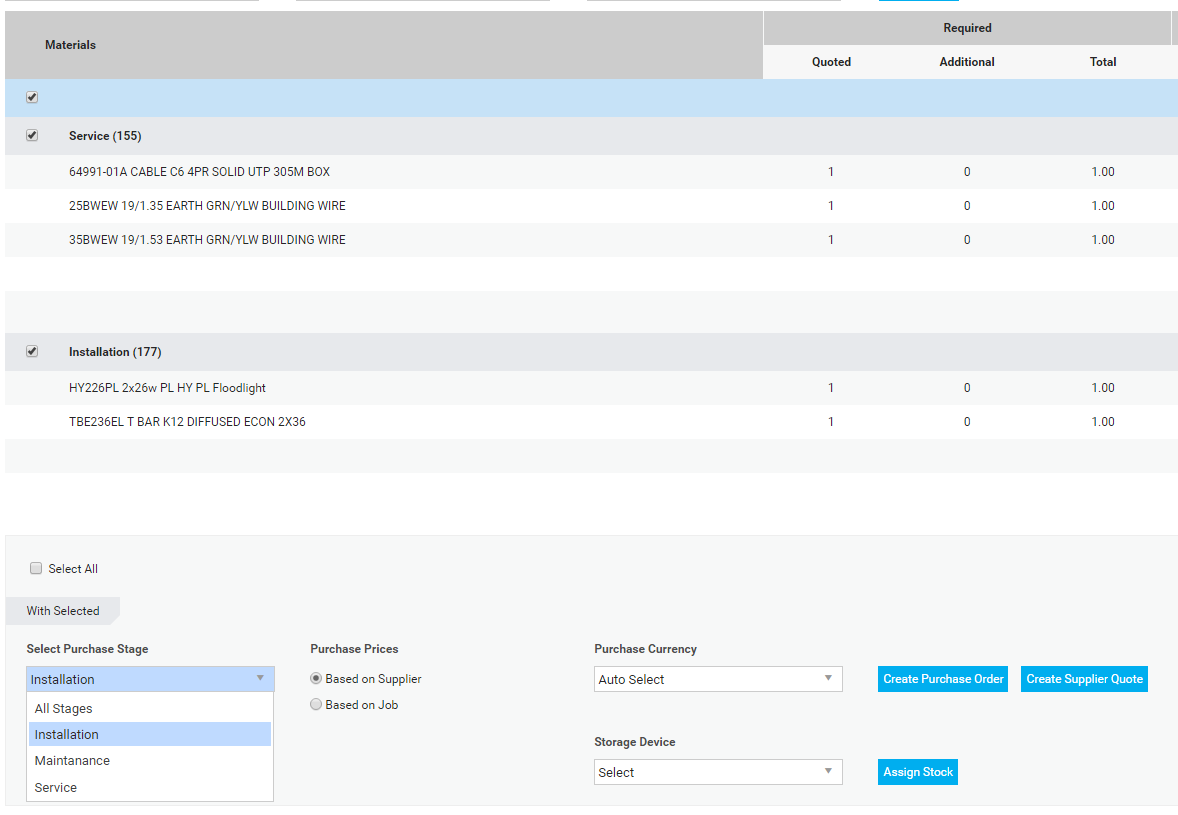 Materials
Required
Quoted Additional Total
Service (155)
64991-01A CABLE C6 4PR SOLID UTP 305M BOX 1 0 1.00
25BWEW 19/1.35 EARTH GRN/YLW BUILDING WIRE 1 0 1.00
35BWEW 19/1.53 EARTH GRN/YLW BUILDING WIRE 1 0 1.00
Installation (177)
HY226PL 2x26w PL HY PL Floodlight 1 0 1.00
TBE236EL T BAR K12 DIFFUSED ECON 2X36 1 0 1.00
Select All
With Selected
Select Purchase Stage Purchase Prices Purchase Currency
Installation Based on Supplier Auto Select Create Purchase Order Create Supplier Quote
All Stages Based on Job
Installation Storage Device
Maintanance Select Assign Stock
Service